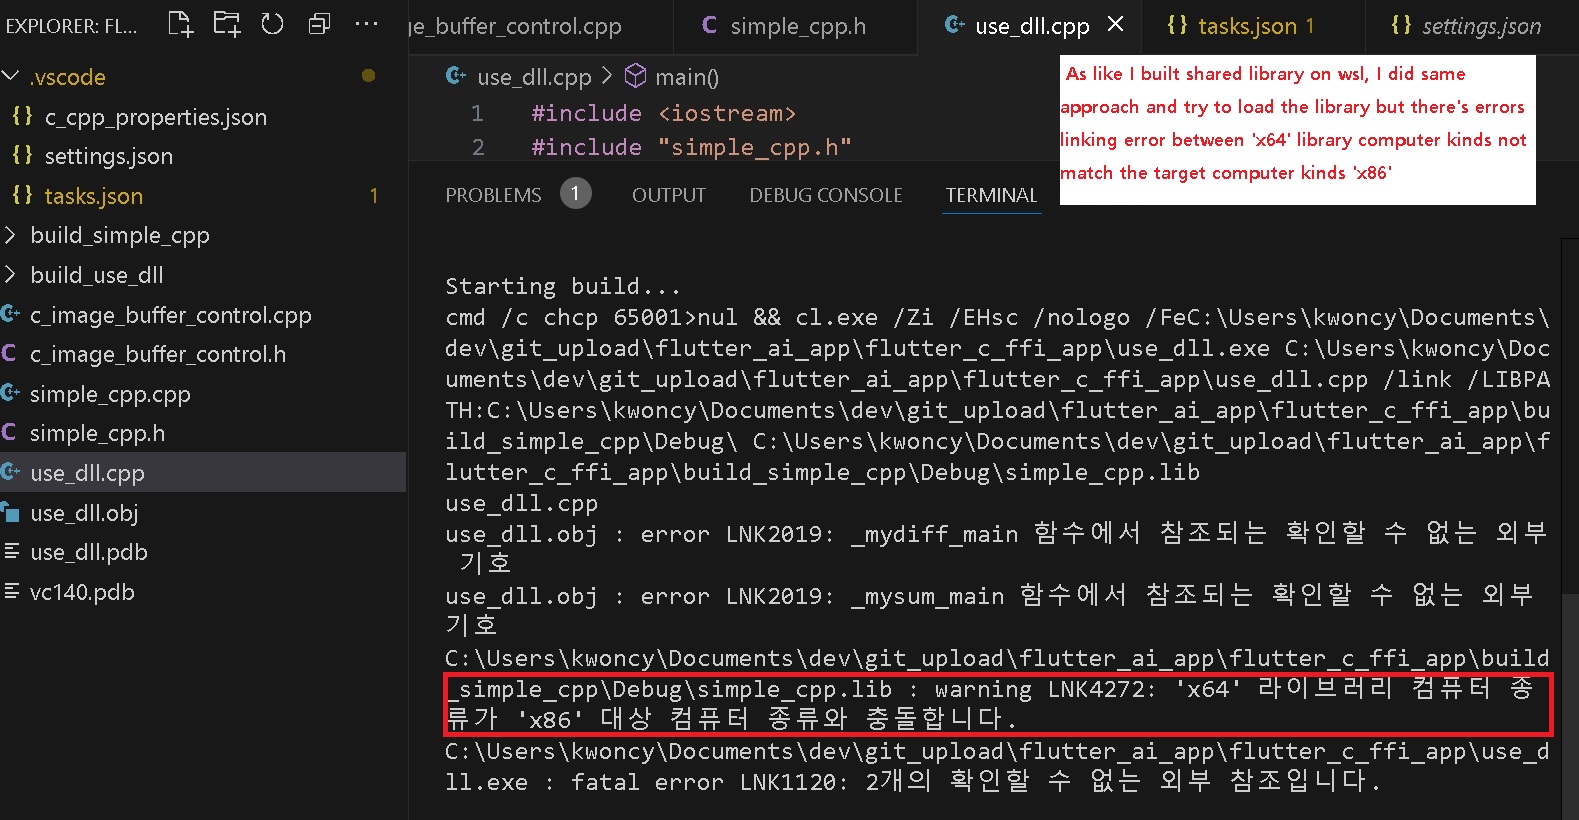 EXPLORER: FL...
.vscode
c_cpp_properties.json
settings.json
tasks.json 1
build_simple_cpp
build_use_dll
c_image_buffer_control.cpp
c_image_buffer_control.h
simple_cpp.cpp
simple_cpp.h
use_dll.cpp
use_dll.obj
use_dll.pdb
vc140.pdb
ge_buffer_control.cpp simple_cpp.h use_dll.cpp tasks.json 1 settings.json
use_dll.cpp > main()
1 #include <iostream>
2 #include "simple_cpp.h"
As like I built shared library on wsl, I did same
approach and try to load the library but there's errors
linking error between 'x64' library computer kinds not
match the target computer kinds 'x86'
PROBLEMS 1 OUTPUT DEBUG CONSOLE TERMINAL
Starting build...
cmd /c chcp 65001>nul && cl.exe /Zi /EHsc /nologo /FeC:\Users\kwoncy\Documents\
dev\git_upload\flutter_ai_app\flutter_c_ffi_app\use_dll.exe C:\Users\kwoncy\Doc
uments\dev\git_upload\flutter_ai_app\flutter_c_ffi_app\use_dll.cpp /link /LIBPA
TH:C:\Users\kwoncy\Documents\dev\git_upload\flutter_ai_app\flutter_c_ffi_app\bu
ild_simple_cpp\Debug\ C:\Users\kwoncy\Documents\dev\git_upload\flutter_ai_app\f
lutter_c_ffi_app\build_simple_cpp\Debug\simple_cpp.lib
use_dll.cpp
use_dll.obj : error LNK2019: _mydiff_main 함수에서 참조되는 확인할 수 없는 외부
기호
use_dll.obj : error LNK2019: _mysum_main 함수에서 참조되는 확인할 수 없는 외부
기호
C:\Users\kwoncy\Documents\dev\git_upload\flutter_ai_app\flutter_c_ffi_app\build
_simple_cpp\Debug\simple_cpp.lib : warning LNK4272: 'x64' 라이브러리 컴퓨터 종
류가 'x86' 대상 컴퓨터 종류와 충돌합니다.
C:\Users\kwoncy\Documents\dev\git_upload\flutter_ai_app\flutter_c_ffi_app\use_d
ll.exe : fatal error LNK1120: 2개의 확인할 수 없는 외부 참조입니다.